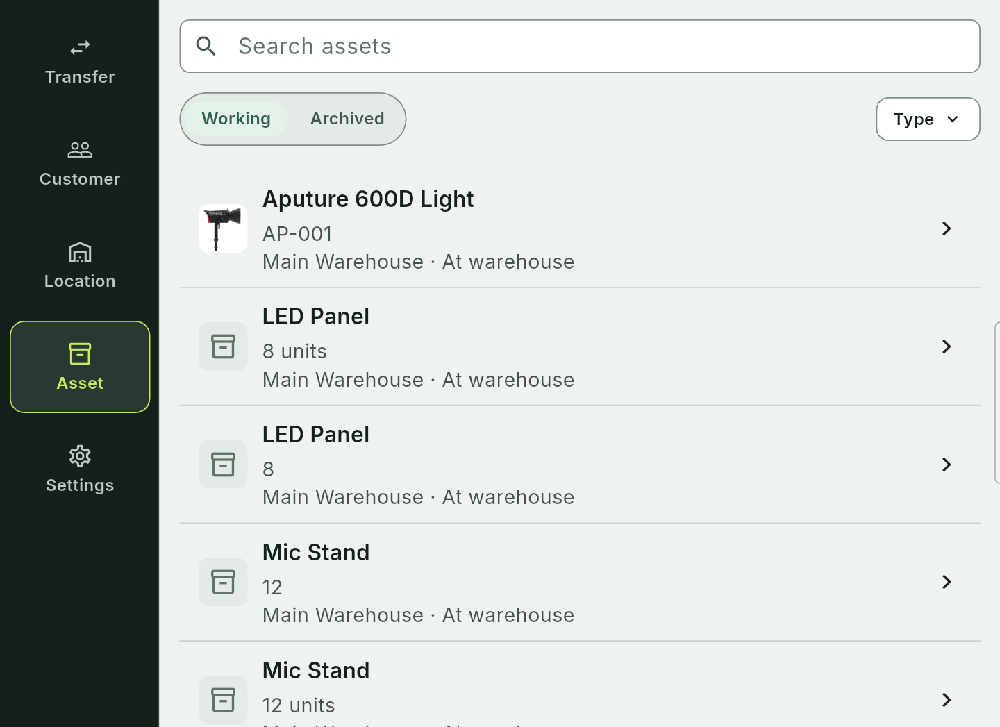 Transfer
Customer
Location
Asset
Settings
Search assets
Working
Archived
Type
Aputure 600D Light
AP-001
Main Warehouse · At warehouse
LED Panel
8 units
Main Warehouse · At warehouse
LED Panel
8
Main Warehouse · At warehouse
Mic Stand
12
Main Warehouse · At warehouse
Mic Stand
12 units